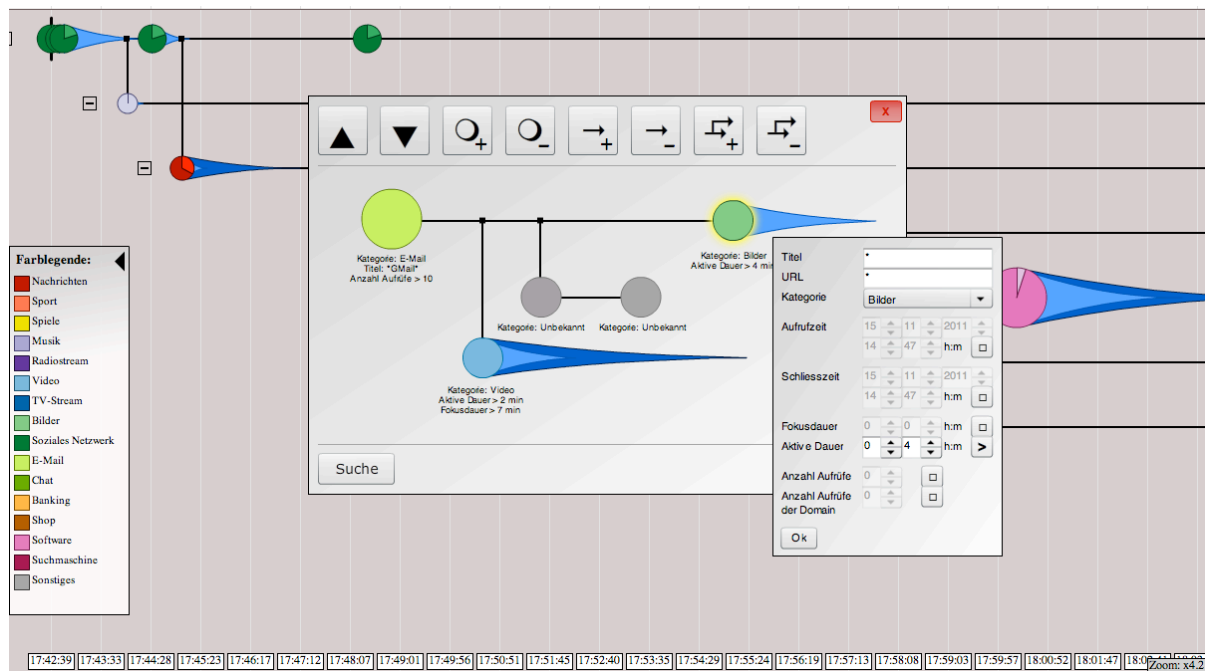 X
Kategorie: E-Mail
Titel: "GMail"
Anzahl Aufrüfe > 10
Kategorie: Bilder
Aktive Dauer > 4 min
Kategorie: Unbekannt
Kategorie: Unbekannt
Kategorie: Video
Aktive Dauer > 2 min
Fokusdauer > 7 min
Suche
Farblegende:
Nachrichten
Sport
Spiele
Musik
Radiostream
Video
TV-Stream
Bilder
Soziales Netzwerk
E-Mail
Chat
Banking
Shop
Software
Suchmaschine
Sonstiges
Titel *
URL *
Kategorie Bilder
Aufrufzeit 15 11 2011
14 47 h:m
Schliesszeit 15 11 2011
14 47 h:m
Fokusdauer 0 0 h:m
Aktive Dauer 0 4 h:m >
Anzahl Aufrüfe 0
Anzahl Aufrüfe 0
der Domain
Ok
17:42:39 17:43:33 17:44:28 17:45:23 17:46:17 17:47:12 17:48:07 17:49:01 17:49:56 17:50:51 17:51:45 17:52:40 17:53:35 17:54:29 17:55:24 17:56:19 17:57:13 17:58:08 17:59:03 17:59:57 18:00:52 18:01:47
Zoom: x4.2